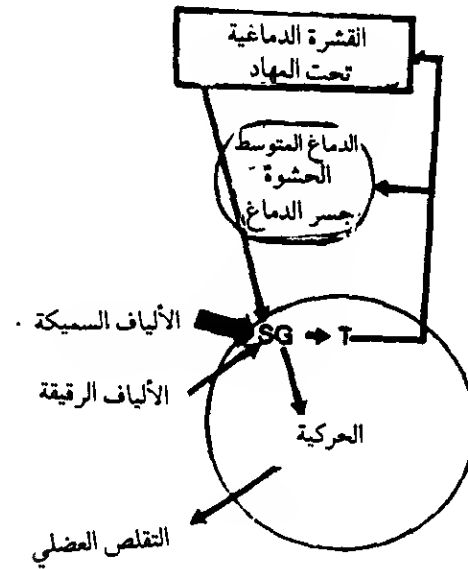 القشرة الدماغية
تحت المهاد
الدماغ المتوسط
الحشوة
جسر الدماغ
الألياف السميكة
SG → T
الألياف الرقيقة
الحركية
التقلص العضلي